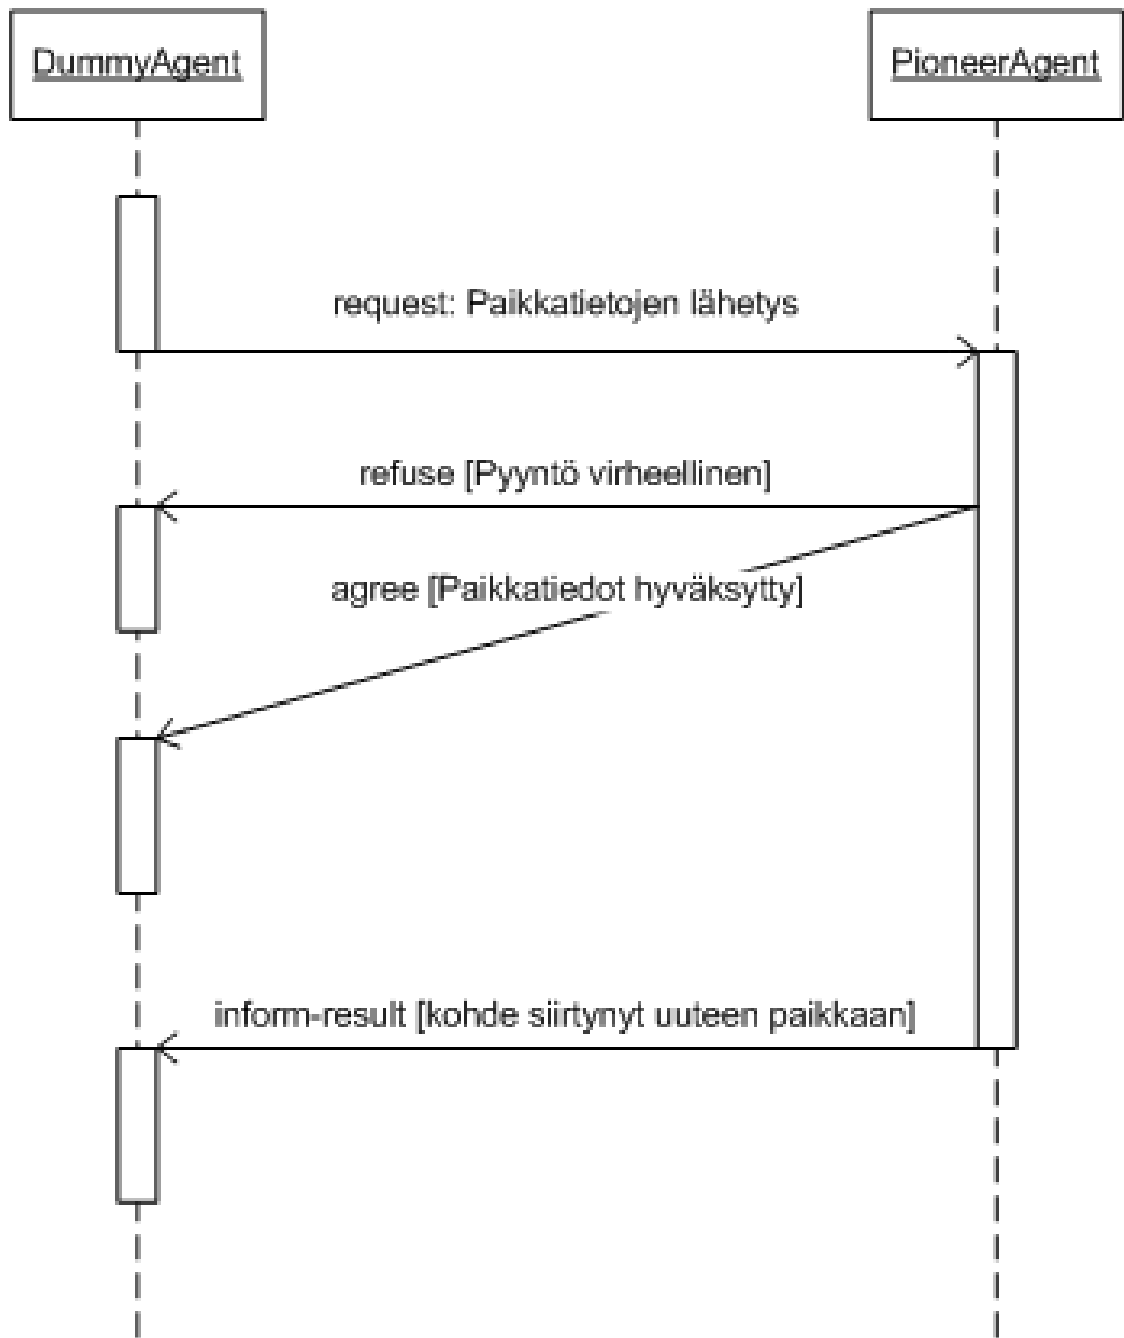 DummyAgent
PioneerAgent
request: Paikkatietojen lähetys
refuse [Pyyntö virheellinen]
agree [Paikkatiedot hyväksytty]
inform-result [kohde siirtynyt uuteen paikkaan]